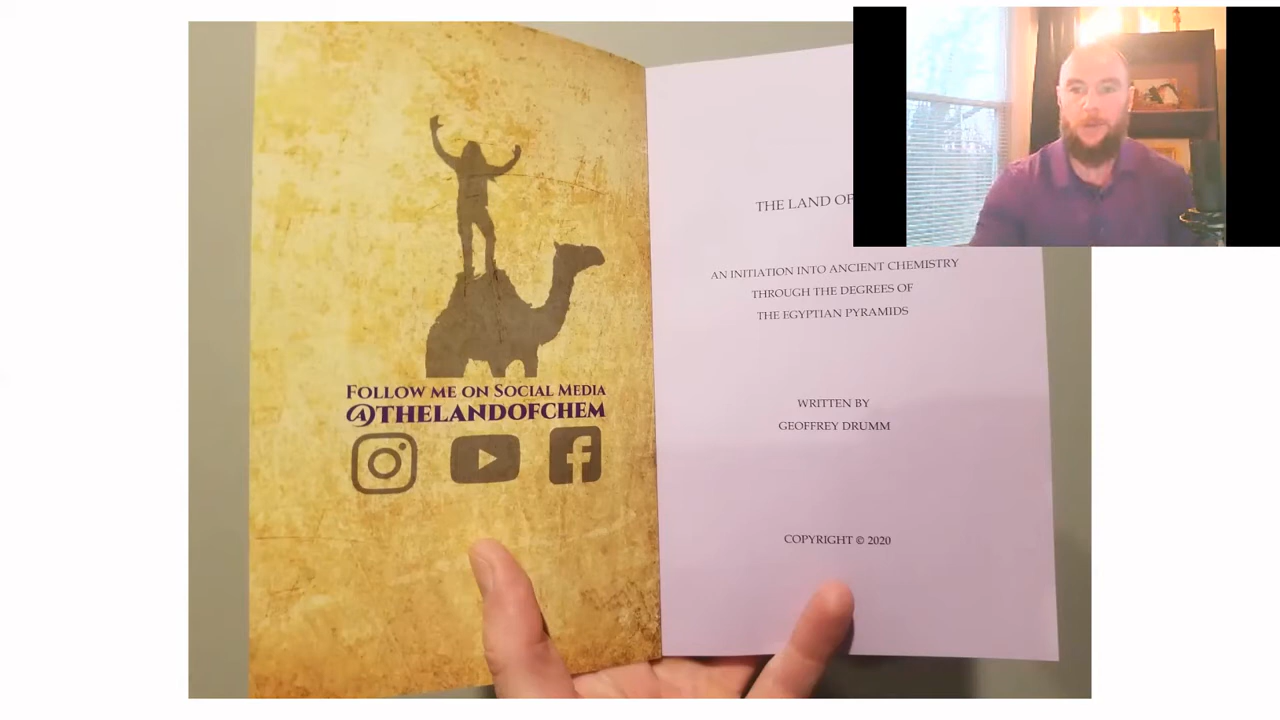 FOLLOW ME ON SOCIAL MEDIA
@THELANDOFCHEM
THE LAND OF
AN INITIATION INTO ANCIENT CHEMISTRY
THROUGH THE DEGREES OF
THE EGYPTIAN PYRAMIDS
WRITTEN BY
GEOFFREY DRUMM
COPYRIGHT © 2020